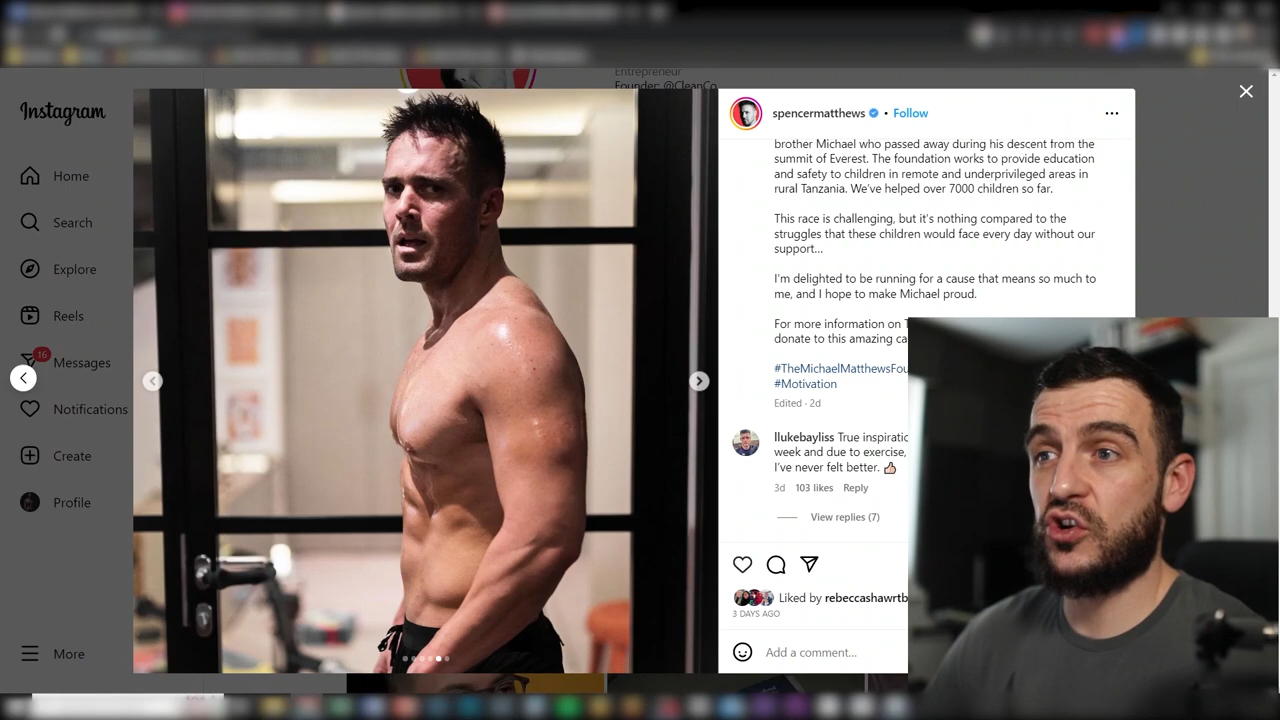 Entrepreneur
Founder: @CleanCo
Instagram
Home
Search
Explore
Reels
16
Messages
Notifications
Create
Profile
More
spencermatthews • Follow
brother Michael who passed away during his descent from the
summit of Everest. The foundation works to provide education
and safety to children in remote and underprivileged areas in
rural Tanzania. We've helped over 7000 children so far.
This race is challenging, but it's nothing compared to the
struggles that these children would face every day without our
support...
I'm delighted to be running for a cause that means so much to
me, and I hope to make Michael proud.
For more information on
donate to this amazing
#TheMichaelMatthewsFou
#Motivation
Edited · 2d
llukebayliss True inspiratio
week and due to exercise,
I've never felt better. 👍🏻
3d 103 likes Reply
View replies (7)
Liked by rebeccashawrtb
3 DAYS AGO
Add a comment...